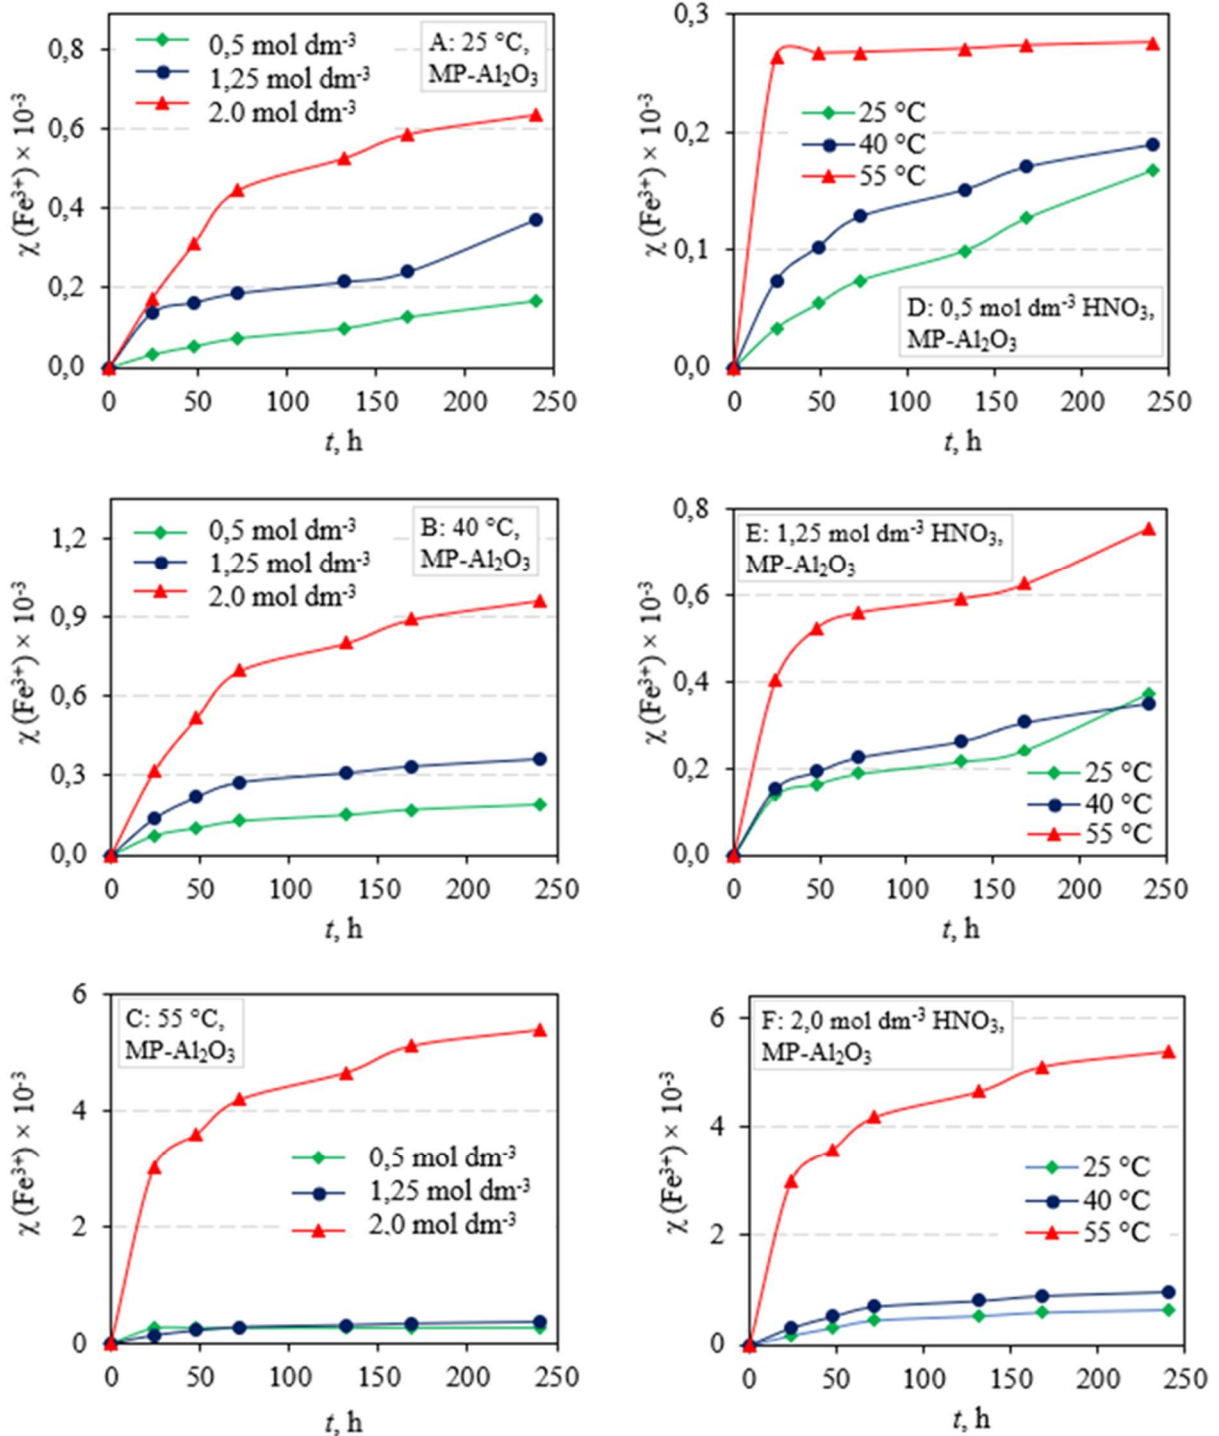 χ (Fe³⁺) × 10⁻³
0,8
0,6
0,4
0,2
0,0
0,5 mol dm⁻³
1,25 mol dm⁻³
2.0 mol dm⁻³
A: 25 °C,
MP-Al₂O₃
0 50 100 150 200 250
t, h
χ (Fe³⁺) × 10⁻³
0,3
0,2
0,1
0,0
25 °C
40 °C
55 °C
D: 0,5 mol dm⁻³ HNO₃,
MP-Al₂O₃
0 50 100 150 200 250
t, h
χ (Fe³⁺) × 10⁻³
1,2
0,9
0,6
0,3
0,0
0,5 mol dm⁻³
1,25 mol dm⁻³
2.0 mol dm⁻³
B: 40 °C,
MP-Al₂O₃
0 50 100 150 200 250
t, h
χ (Fe³⁺) × 10⁻³
0,8
0,6
0,4
0,2
0,0
E: 1,25 mol dm⁻³ HNO₃,
MP-Al₂O₃
25 °C
40 °C
55 °C
0 50 100 150 200 250
t, h
χ (Fe³⁺) × 10⁻³
6
4
2
0
C: 55 °C,
MP-Al₂O₃
0,5 mol dm⁻³
1,25 mol dm⁻³
2,0 mol dm⁻³
0 50 100 150 200 250
t, h
χ (Fe³⁺) × 10⁻³
6
4
2
0
F: 2,0 mol dm⁻³ HNO₃,
MP-Al₂O₃
25 °C
40 °C
55 °C
0 50 100 150 200 250
t, h